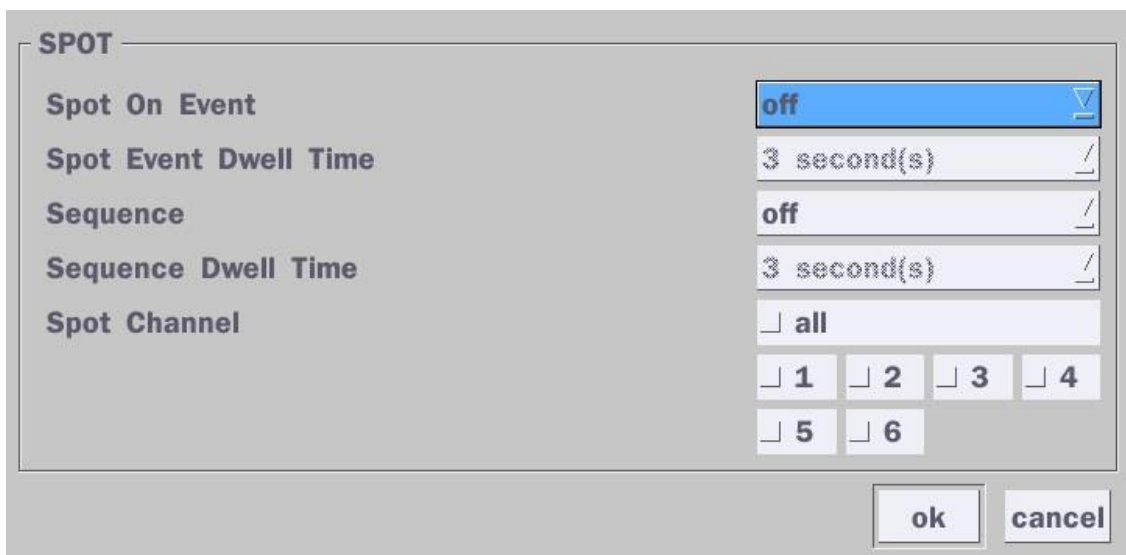 SPOT
Spot On Event off
Spot Event Dwell Time 3 second(s)
Sequence off
Sequence Dwell Time 3 second(s)
Spot Channel all
1 2 3 4
5 6
ok cancel